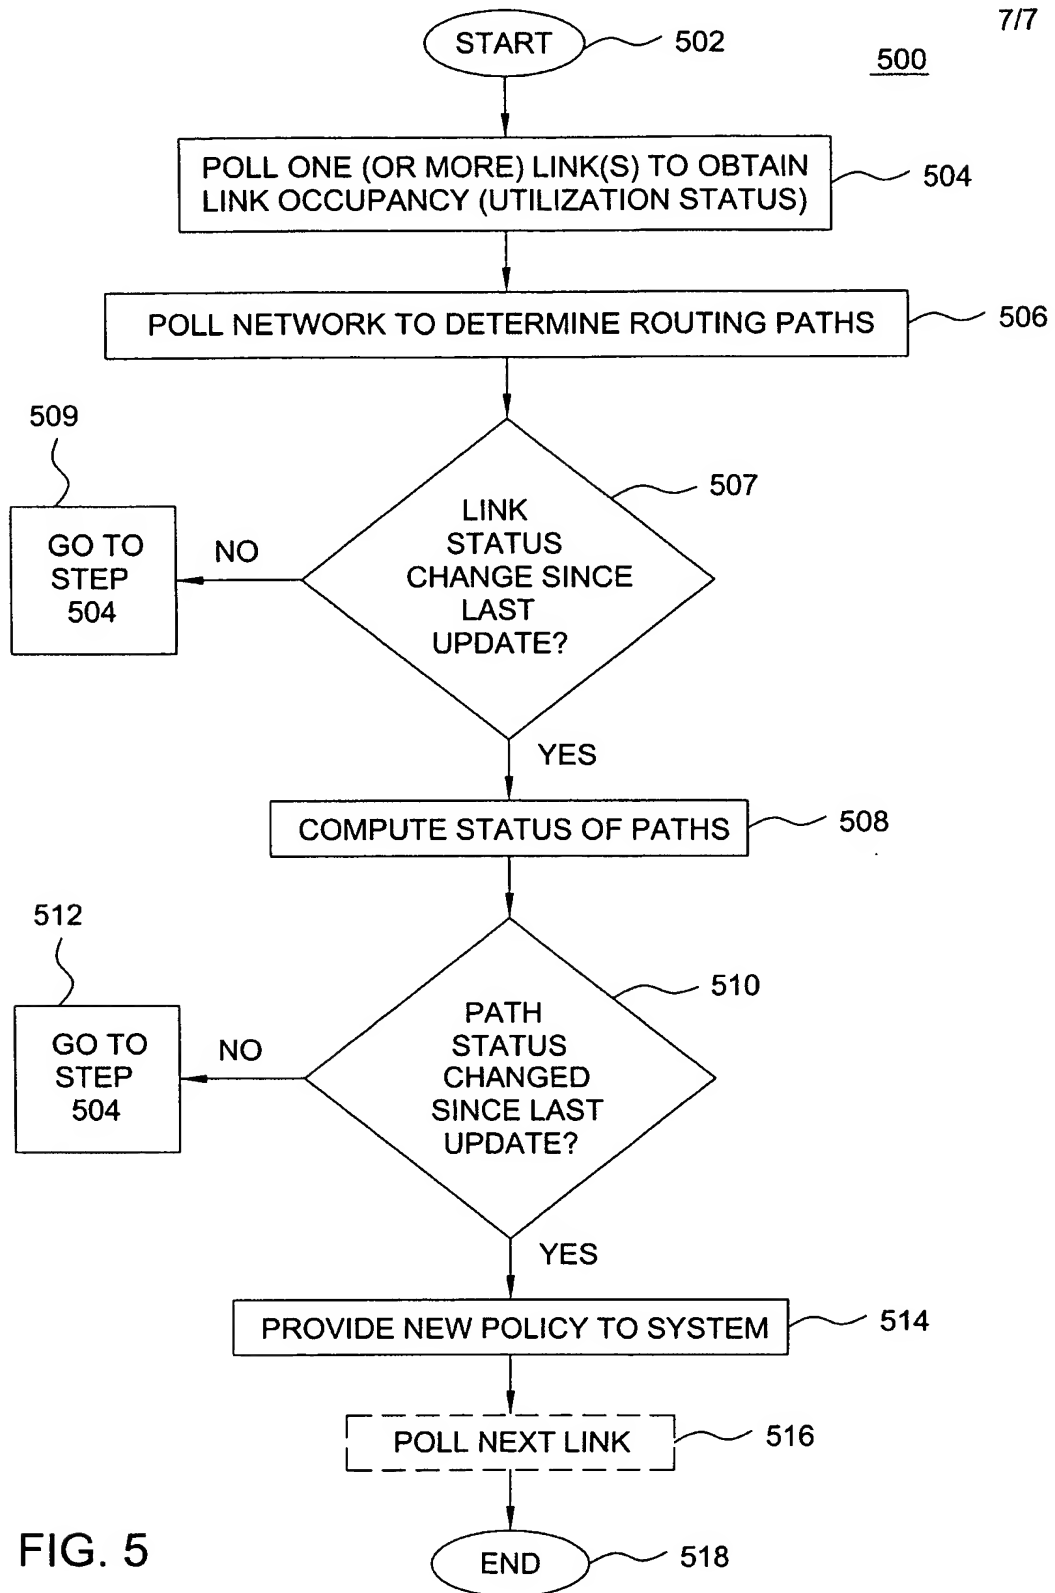 7/7
500
START
502
POLL ONE (OR MORE) LINK(S) TO OBTAIN
LINK OCCUPANCY (UTILIZATION STATUS)
504
POLL NETWORK TO DETERMINE ROUTING PATHS
506
509
GO TO
STEP
504
NO
LINK
STATUS
CHANGE SINCE
LAST
UPDATE?
507
YES
COMPUTE STATUS OF PATHS
508
512
GO TO
STEP
504
NO
PATH
STATUS
CHANGED
SINCE LAST
UPDATE?
510
YES
PROVIDE NEW POLICY TO SYSTEM
514
POLL NEXT LINK
516
END
518
FIG. 5